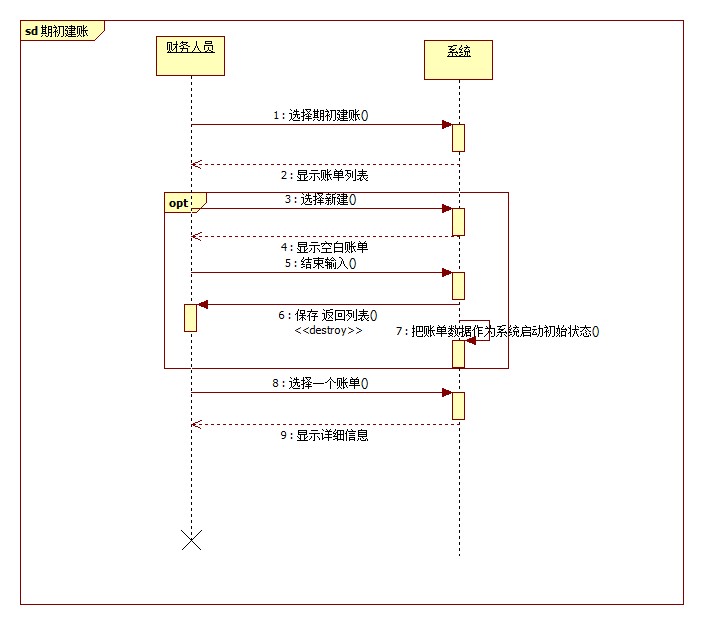 sd 期初建账
财务人员
系统
1 : 选择期初建账()
2 : 显示账单列表
opt
3 : 选择新建()
4 : 显示空白账单
5 : 结束输入()
6 : 保存 返回列表()
<<destroy>>
7 : 把账单数据作为系统启动初始状态()
8 : 选择一个账单()
9 : 显示详细信息